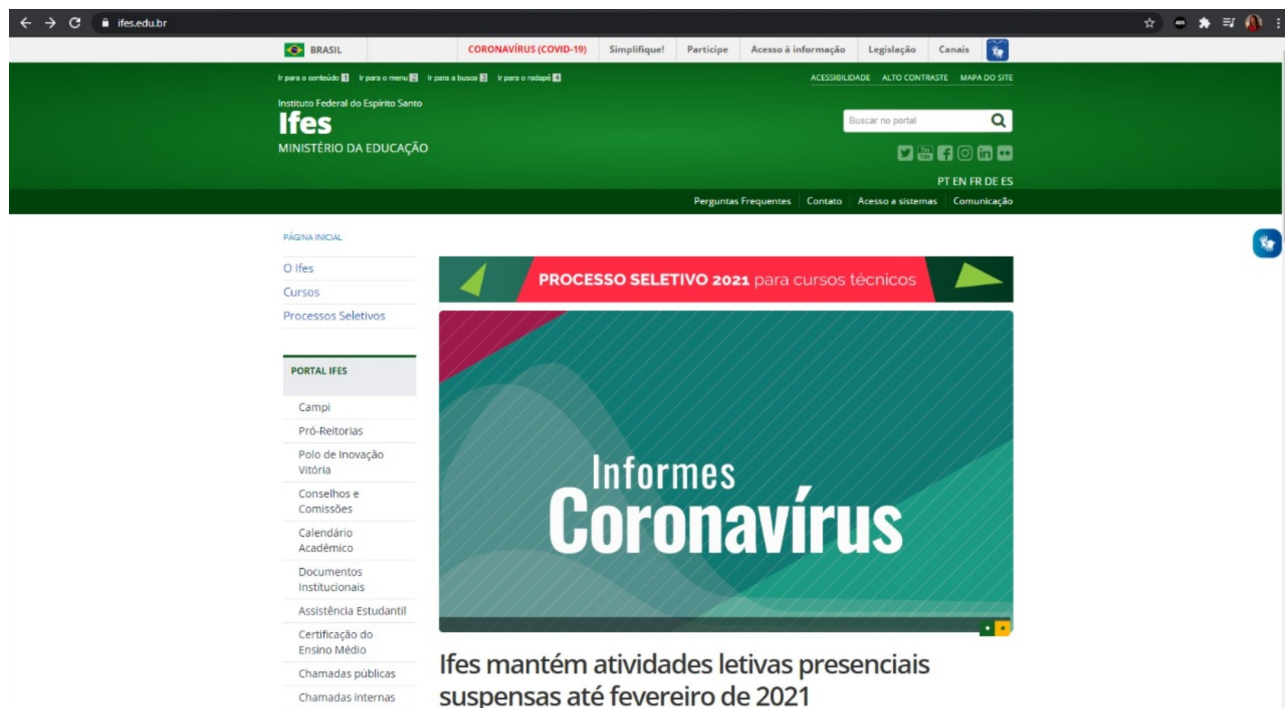 ifes.edu.br
BRASIL CORONAVÍRUS (COVID-19) Simplifique! Participe Acesso à informação Legislação Canais
Ir para o conteúdo 1 Ir para o menu 2 Ir para a busca 3 Ir para o rodapé 4 ACESSIBILIDADE ALTO CONTRASTE MAPA DO SITE
Instituto Federal do Espírito Santo
Ifes
MINISTÉRIO DA EDUCAÇÃO
Buscar no portal
PT EN FR DE ES
Perguntas Frequentes Contato Acesso a sistemas Comunicação
PÁGINA INICIAL
O Ifes
Cursos
Processos Seletivos
PORTAL IFES
Campi
Pró-Reitorias
Polo de Inovação
Vitória
Conselhos e
Comissões
Calendário
Acadêmico
Documentos
Institucionais
Assistência Estudantil
Certificação do
Ensino Médio
Chamadas públicas
Chamadas internas
PROCESSO SELETIVO 2021 para cursos técnicos
Informes
Coronavírus
Ifes mantém atividades letivas presenciais
suspensas até fevereiro de 2021